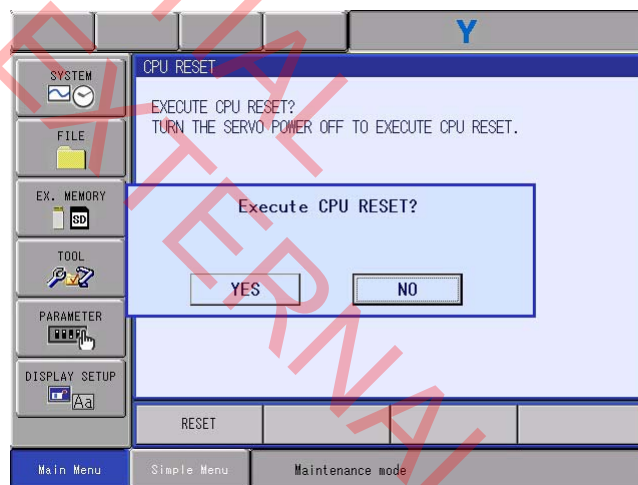 Y
SYSTEM
FILE
EX. MEMORY
SD
TOOL
PARAMETER
DISPLAY SETUP
Aa
CPU RESET
EXECUTE CPU RESET?
TURN THE SERVO POWER OFF TO EXECUTE CPU RESET.
Execute CPU RESET?
YES NO
RESET
Main Menu Simple Menu Maintenance mode
EXTERNAL